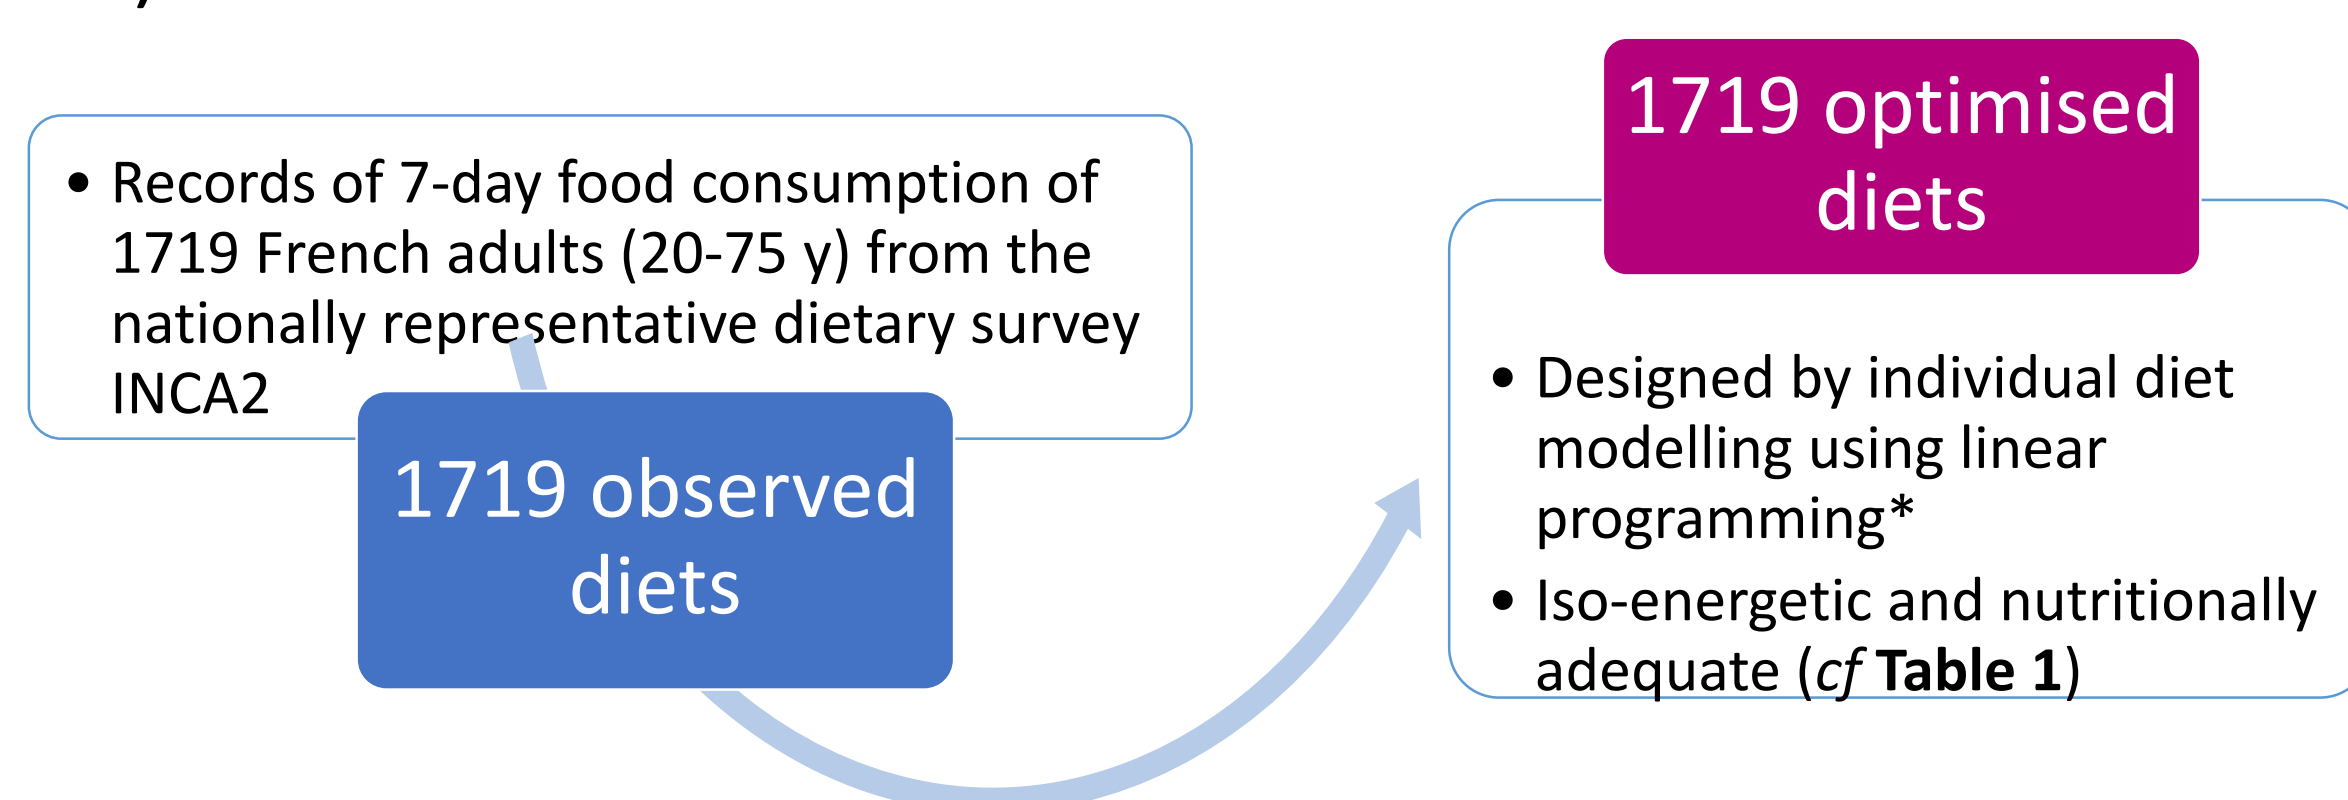 • Records of 7-day food consumption of
1719 French adults (20-75 y) from the
nationally representative dietary survey
INCA2
1719 observed
diets
1719 optimised
diets
• Designed by individual diet
modelling using linear
programming*
• Iso-energetic and nutritionally
adequate (cf Table 1)